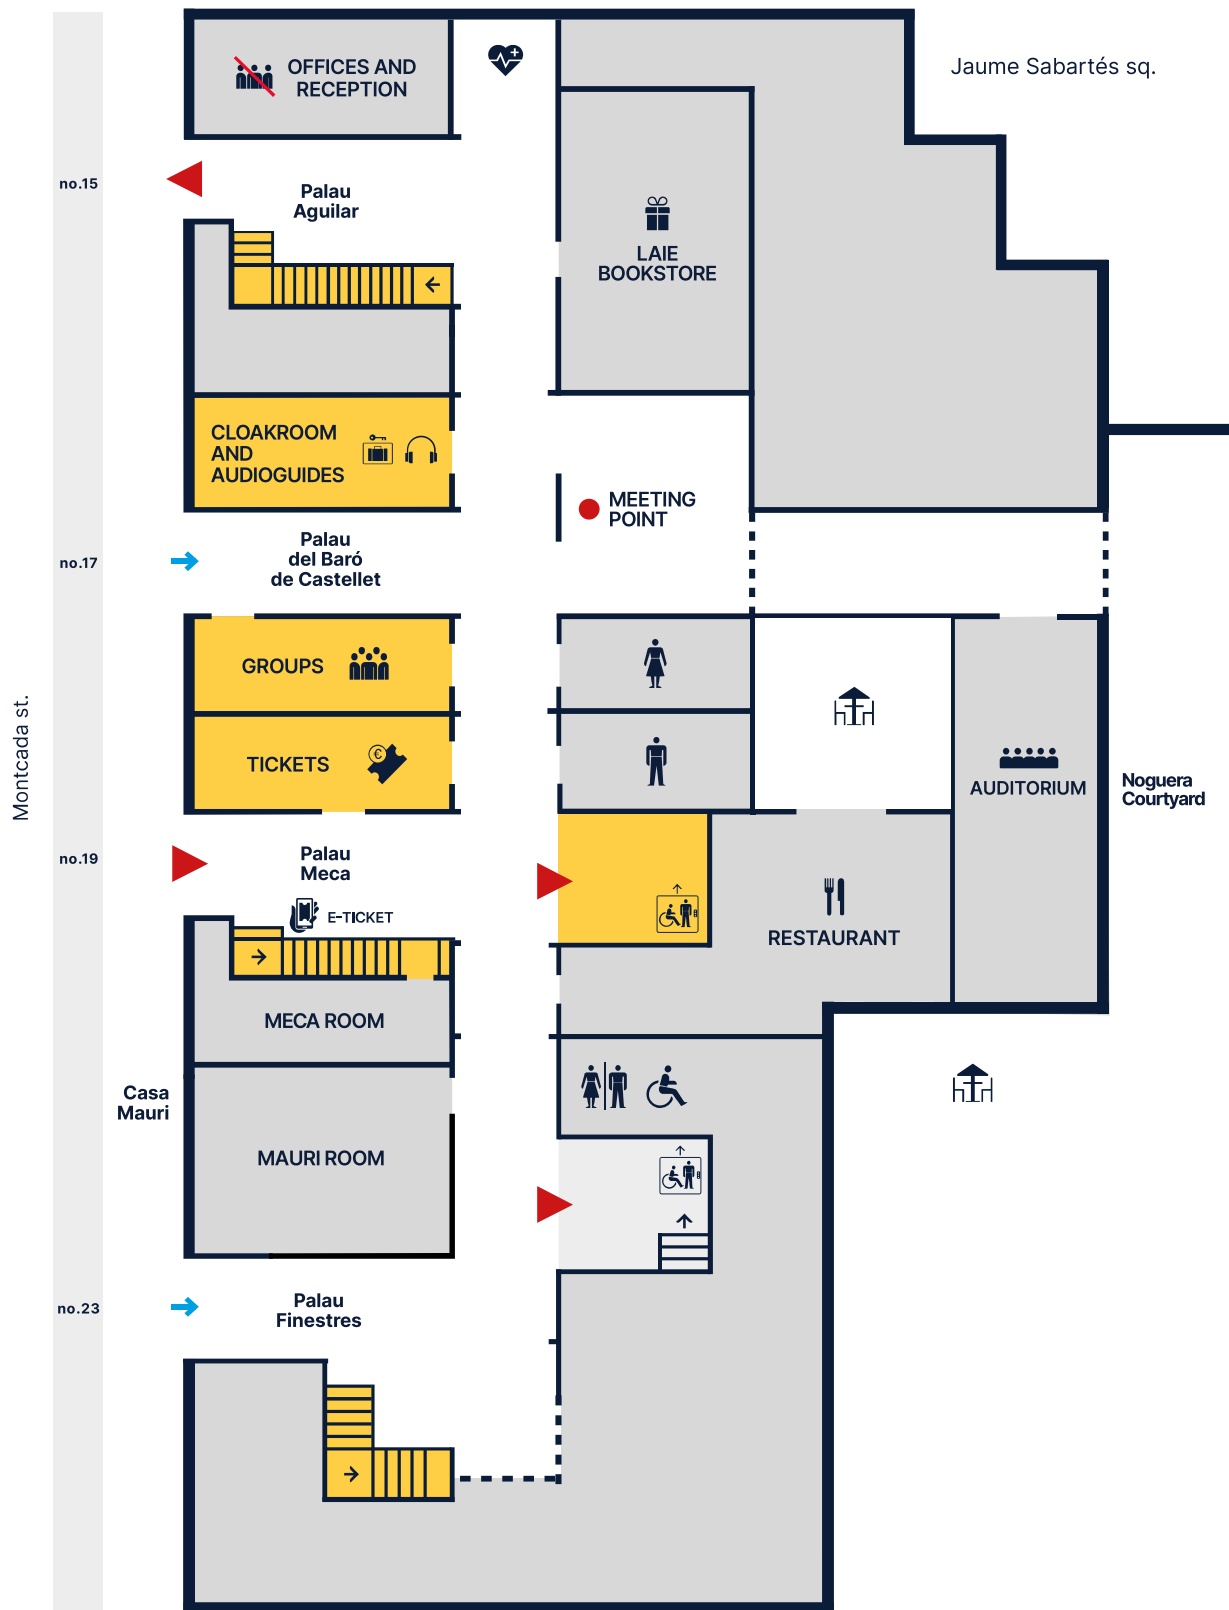 OFFICES AND
RECEPTION
Jaume Sabartés sq.
no.15
Palau
Aguilar
LAIE
BOOKSTORE
CLOAKROOM
AND
AUDIOGUIDES
MEETING
POINT
no.17
Palau
del Baró
de Castellet
GROUPS
TICKETS
€
Montcada st.
AUDITORIUM
Noguera
Courtyard
no.19
Palau
Meca
E-TICKET
RESTAURANT
MECA ROOM
Casa
Mauri
MAURI ROOM
no.23
Palau
Finestres